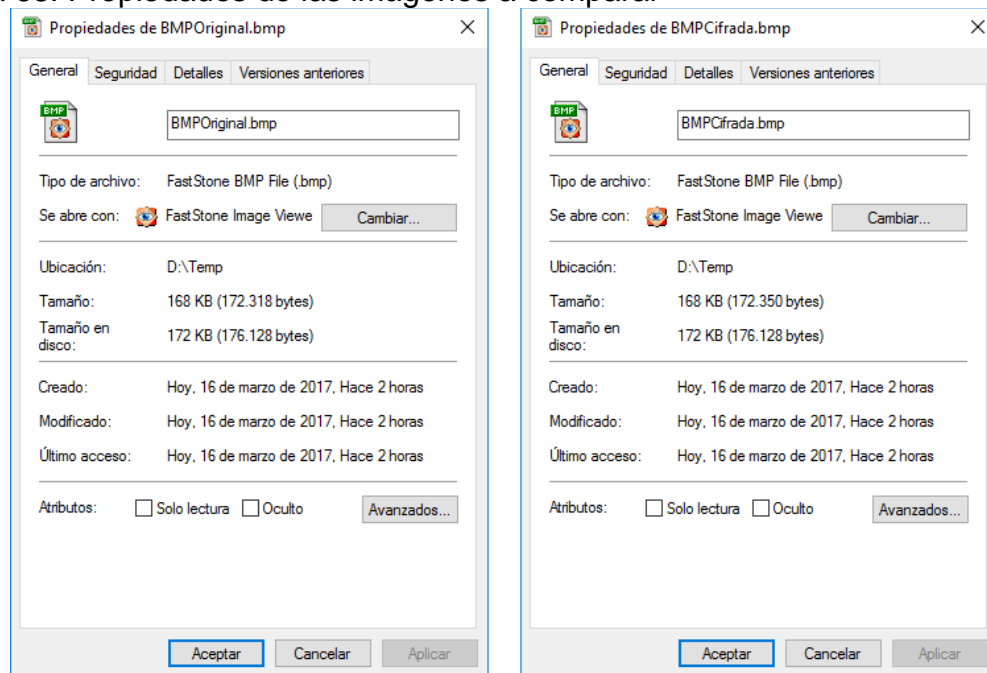 Propiedades de las imágenes a comparar
Propiedades de BMPOriginal.bmp
General Seguridad Detalles Versiones anteriores
BMP
BMPOriginal.bmp
Tipo de archivo: FastStone BMP File (.bmp)
Se abre con: FastStone Image Viewe Cambiar...
Ubicación: D:\Temp
Tamaño: 168 KB (172.318 bytes)
Tamaño en
disco: 172 KB (176.128 bytes)
Creado: Hoy, 16 de marzo de 2017, Hace 2 horas
Modificado: Hoy, 16 de marzo de 2017, Hace 2 horas
Último acceso: Hoy, 16 de marzo de 2017, Hace 2 horas
Atributos: Solo lectura Oculto Avanzados...
Aceptar Cancelar Aplicar
Propiedades de BMPCifrada.bmp
General Seguridad Detalles Versiones anteriores
BMP
BMPCifrada.bmp
Tipo de archivo: FastStone BMP File (.bmp)
Se abre con: FastStone Image Viewe Cambiar...
Ubicación: D:\Temp
Tamaño: 168 KB (172.350 bytes)
Tamaño en
disco: 172 KB (176.128 bytes)
Creado: Hoy, 16 de marzo de 2017, Hace 2 horas
Modificado: Hoy, 16 de marzo de 2017, Hace 2 horas
Último acceso: Hoy, 16 de marzo de 2017, Hace 2 horas
Atributos: Solo lectura Oculto Avanzados...
Aceptar Cancelar Aplicar